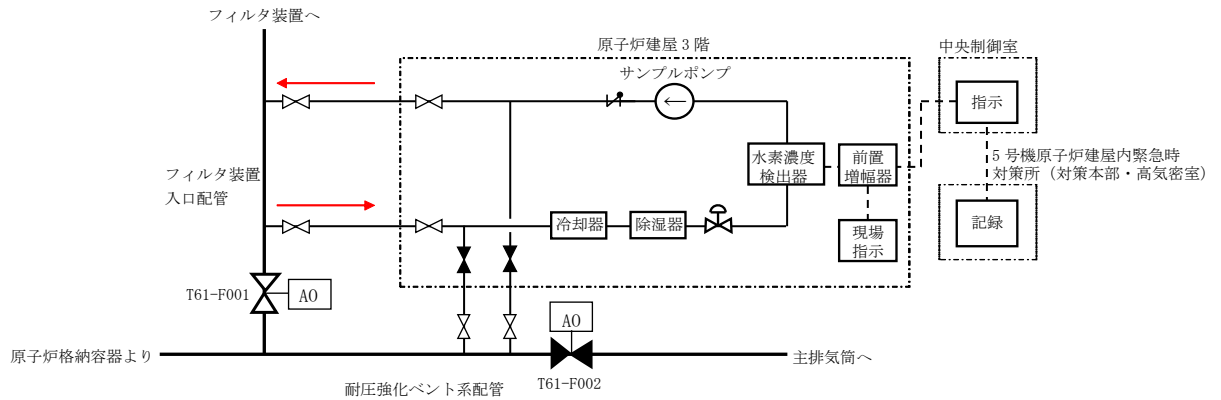 フィルタ装置へ
原子炉建屋3階
中央制御室
サンプルポンプ
指示
水素濃度
検出器
前置
増幅器
5号機原子炉建屋内緊急時
対策所(対策本部・高気密室)
フィルタ装置
入口配管
冷却器
除湿器
現場
指示
記録
T61-F001
AO
AO
原子炉格納容器より
主排気筒へ
T61-F002
耐圧強化ベント系配管